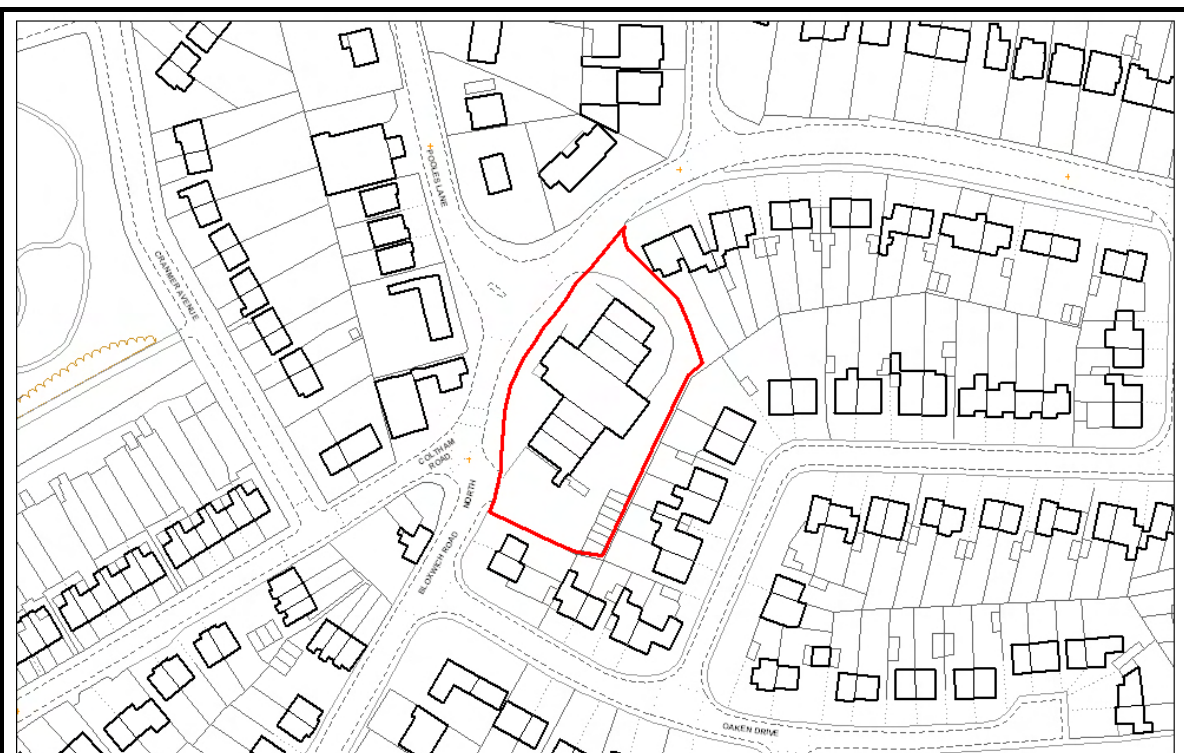 POOLES LANE
CRANMER AVENUE
COLTHAM
ROAD
NORTH
BLOXWICH ROAD
OAKEN DRIVE